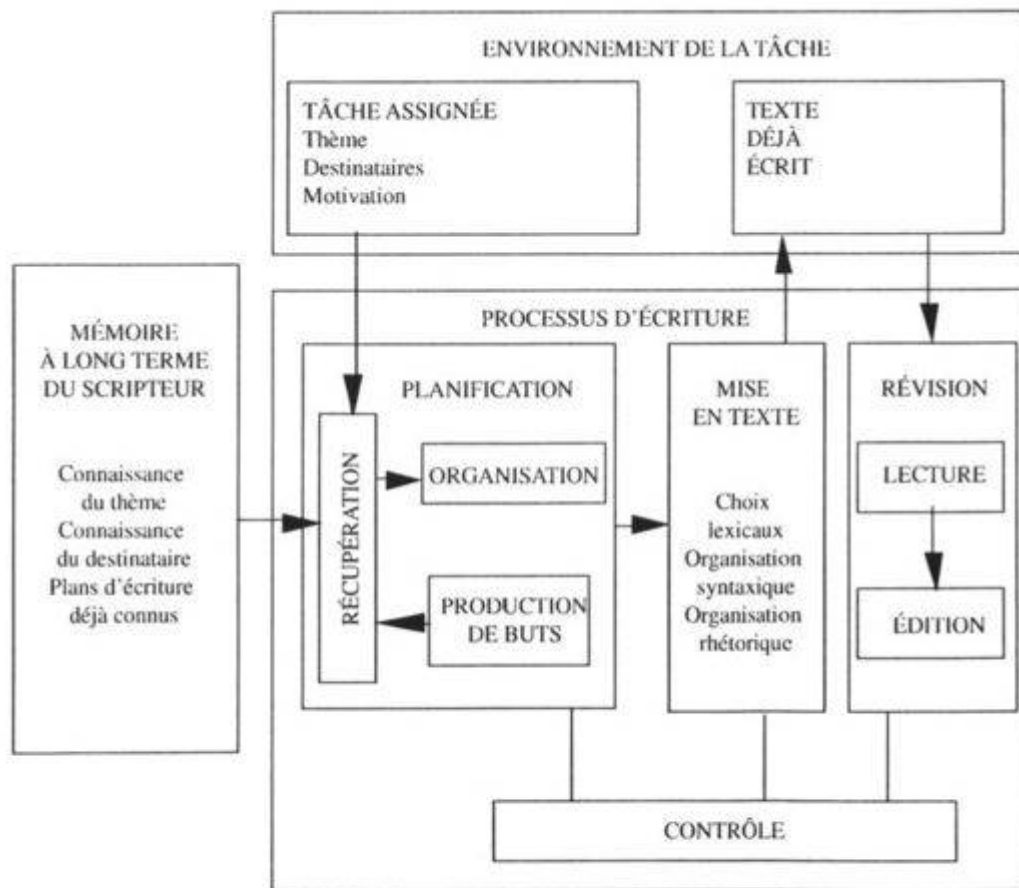 ENVIRONNEMENT DE LA TÂCHE
TÂCHE ASSIGNÉE
Thème
Destinataires
Motivation
TEXTE
DÉJÀ
ÉCRIT
MÉMOIRE
À LONG TERME
DU SCRIPTEUR
Connaissance
du thème
Connaissance
du destinataire
Plans d'écriture
déjà connus
PROCESSUS D'ÉCRITURE
PLANIFICATION
RÉCUPÉRATION
ORGANISATION
PRODUCTION
DE BUTS
MISE
EN TEXTE
Choix
lexicaux
Organisation
syntaxique
Organisation
rhétorique
RÉVISION
LECTURE
ÉDITION
CONTRÔLE